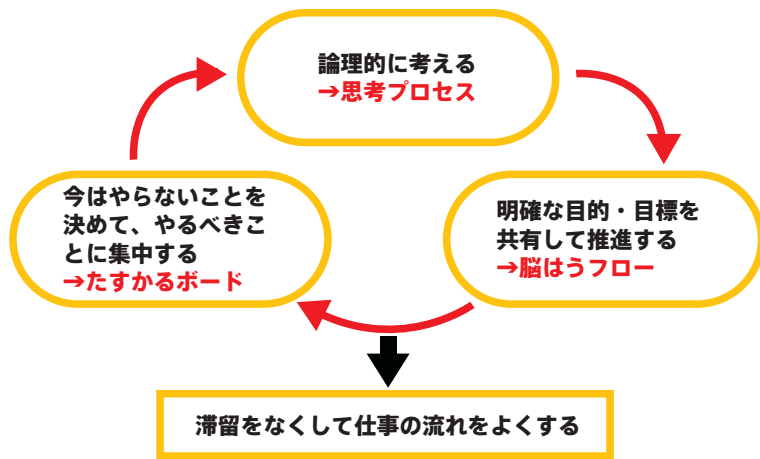 論理的に考える
→思考プロセス
明確な目的・目標を
共有して推進する
→脳はうフロー
今はやらないことを
決めて、やるべきこ
とに集中する
→たすかるボード
滞留をなくして仕事の流れをよくする